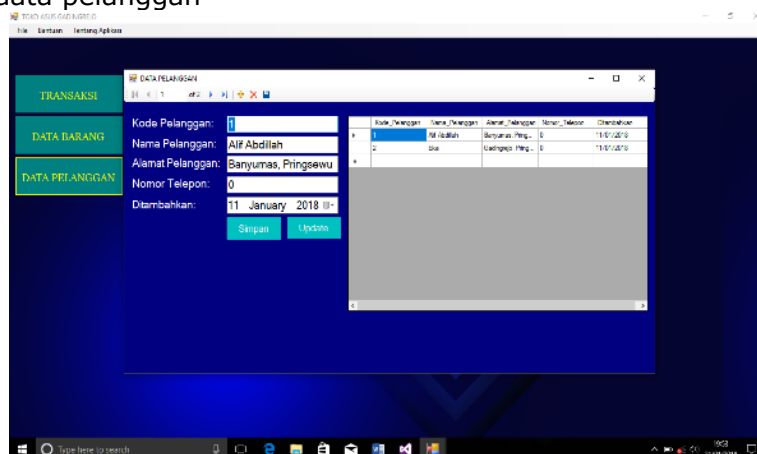 data pelanggan
TOKO ASUS GADINGREJO
File Bantuan Tentang Aplikasi
DATA PELANGGAN
1 of 2
TRANSAKSI
DATA BARANG
DATA PELANGGAN
Kode Pelanggan: 1
Nama Pelanggan: Alif Abdillah
Alamat Pelanggan: Banyumas, Pringsewu
Nomor Telepon: 0
Ditambahkan: 11 January 2018
Simpan Update
Kode_Pelanggan Nama_Pelanggan Alamat_Pelanggan Nomor_Telepon Ditambahkan
1 Alif Abdillah Banyumas, Pring... 0 11/01/2018
2 Eka Gadingrejo, Pring... 0 11/01/2018
Type here to search